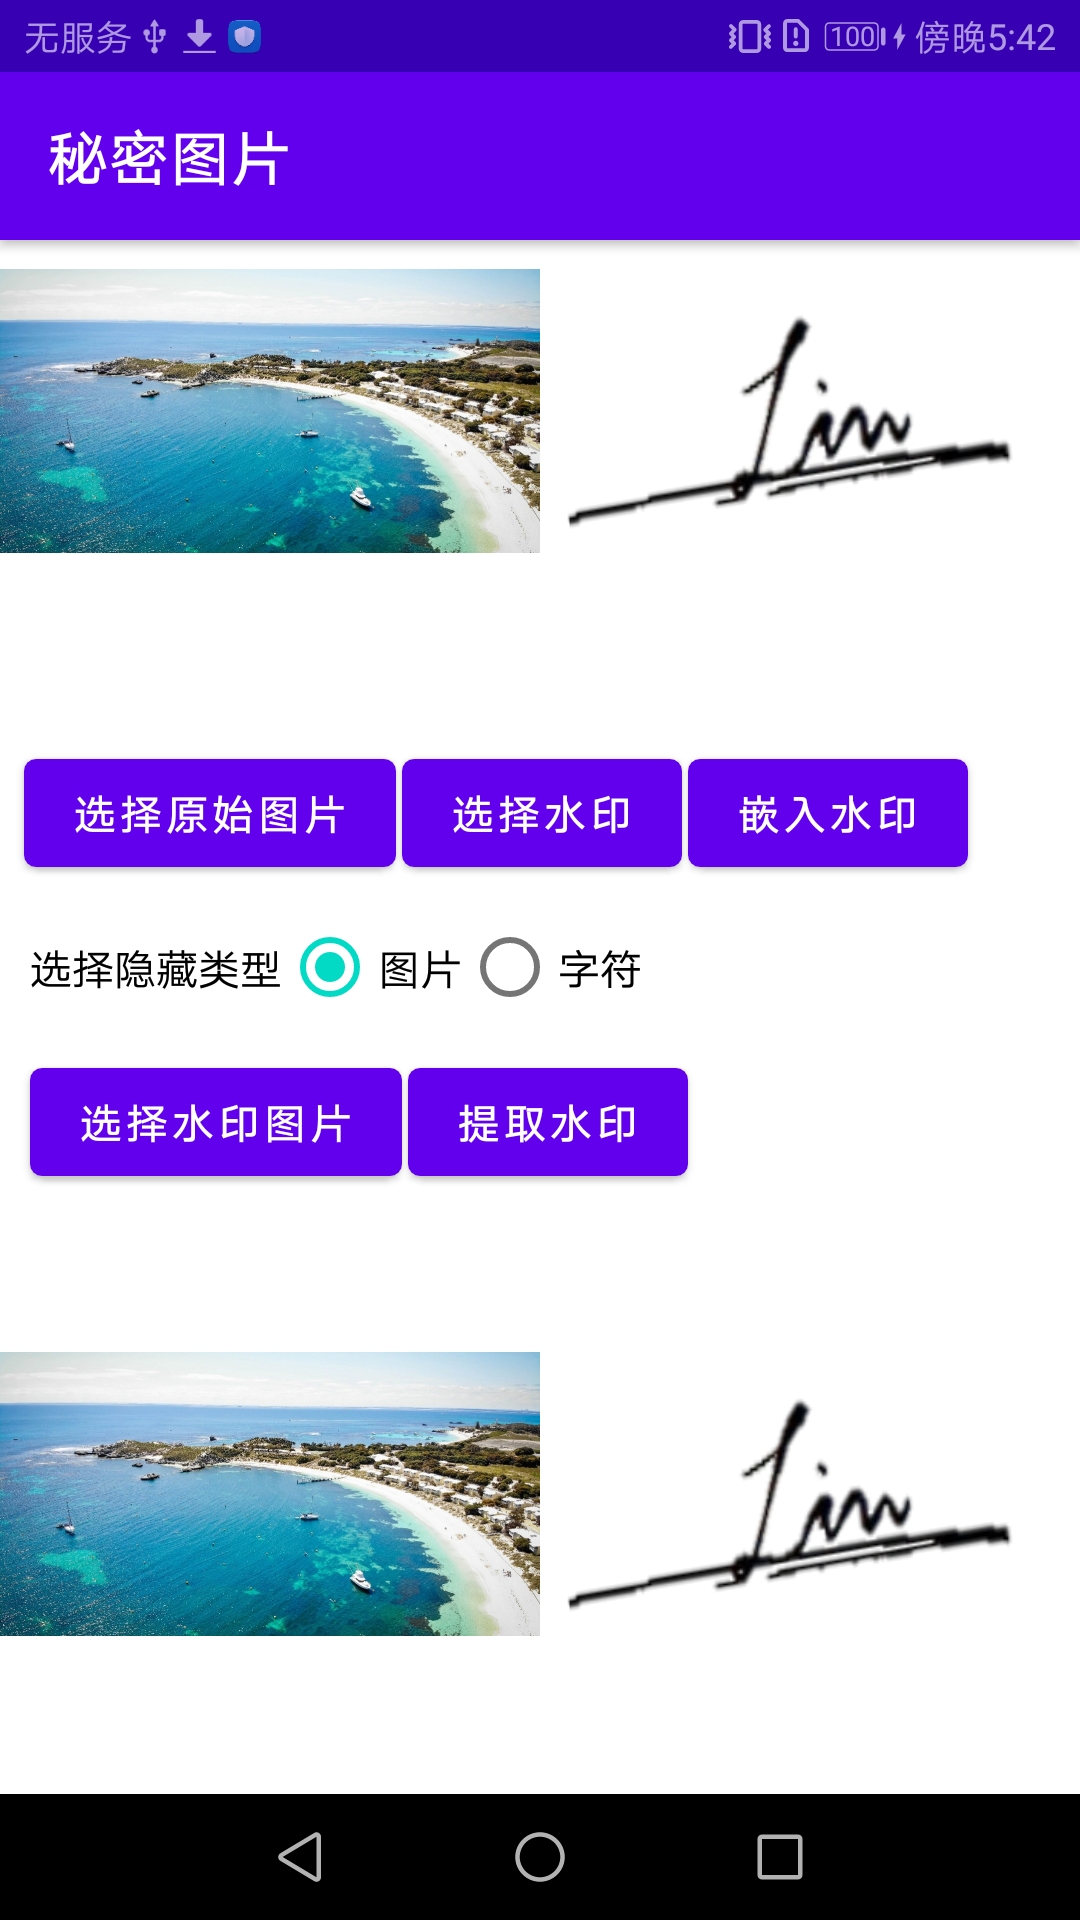 无服务 100 傍晚5:42
秘密图片
Lin
选择原始图片 选择水印 嵌入水印
选择隐藏类型 图片 字符
选择水印图片 提取水印
Lin